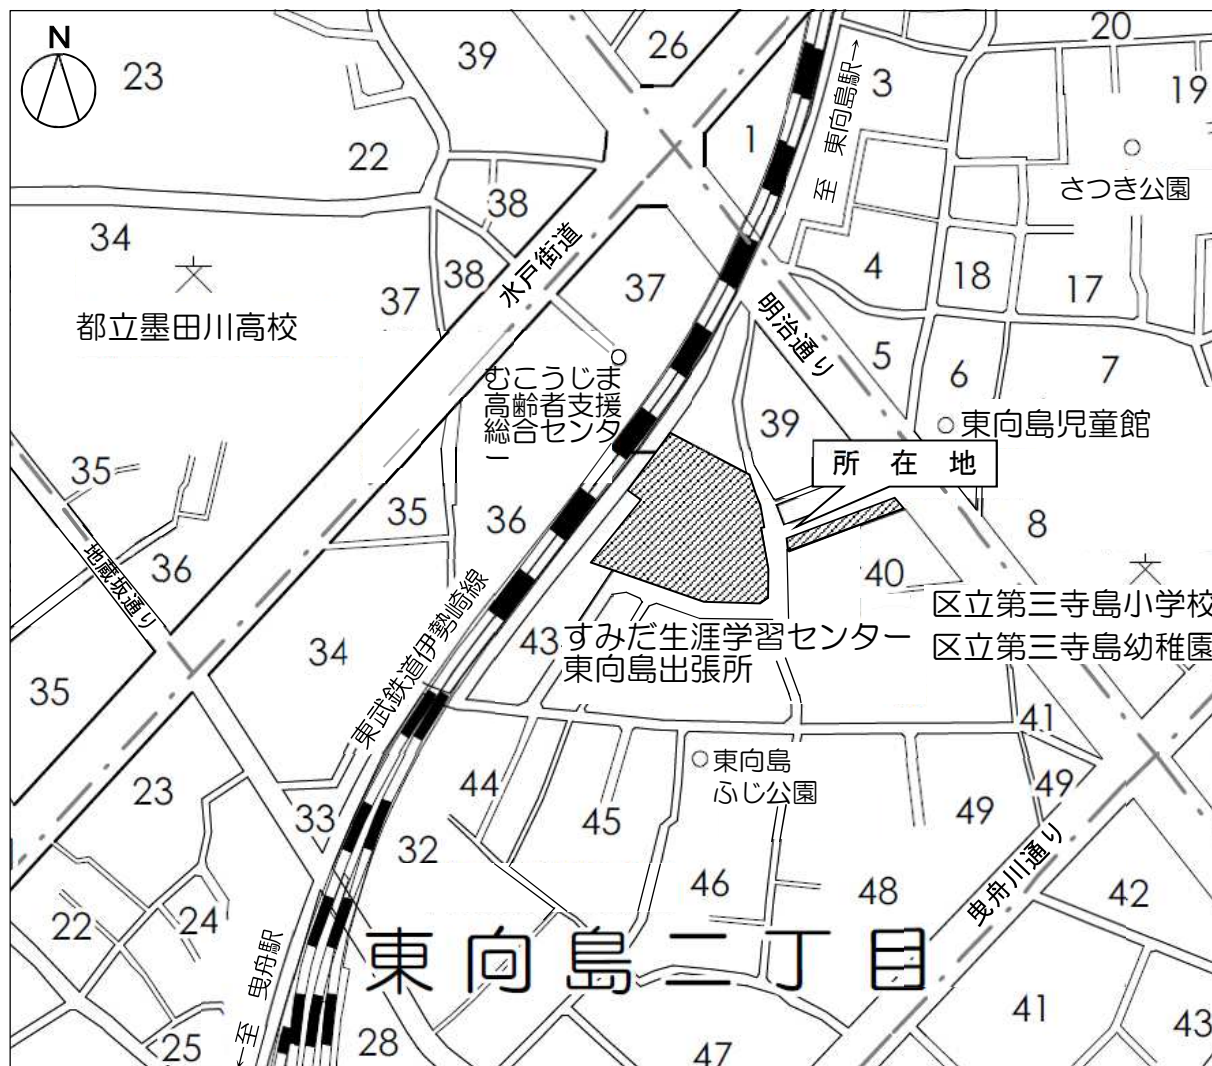 N
23
39
26
20
3
19
至 東向島駅→
1
22
さつき公園
38
34
水戸街道
4
18
17
38
37
37
都立墨田川高校
明治通り
5
6
7
むこうじま
高齢者支援
総合センタ
ー
39
東向島児童館
所在地
35
35
36
8
地蔵坂通り
36
40
東武鉄道伊勢崎線
区立第三寺島小学校
区立第三寺島幼稚園
43
すみだ生涯学習センター
東向島出張所
34
35
41
東向島
ふじ公園
23
44
49
33
45
49
32
曳舟川通り
46
48
42
22
24
東向島二丁目
←至 曳舟駅
41
43
25
28
47